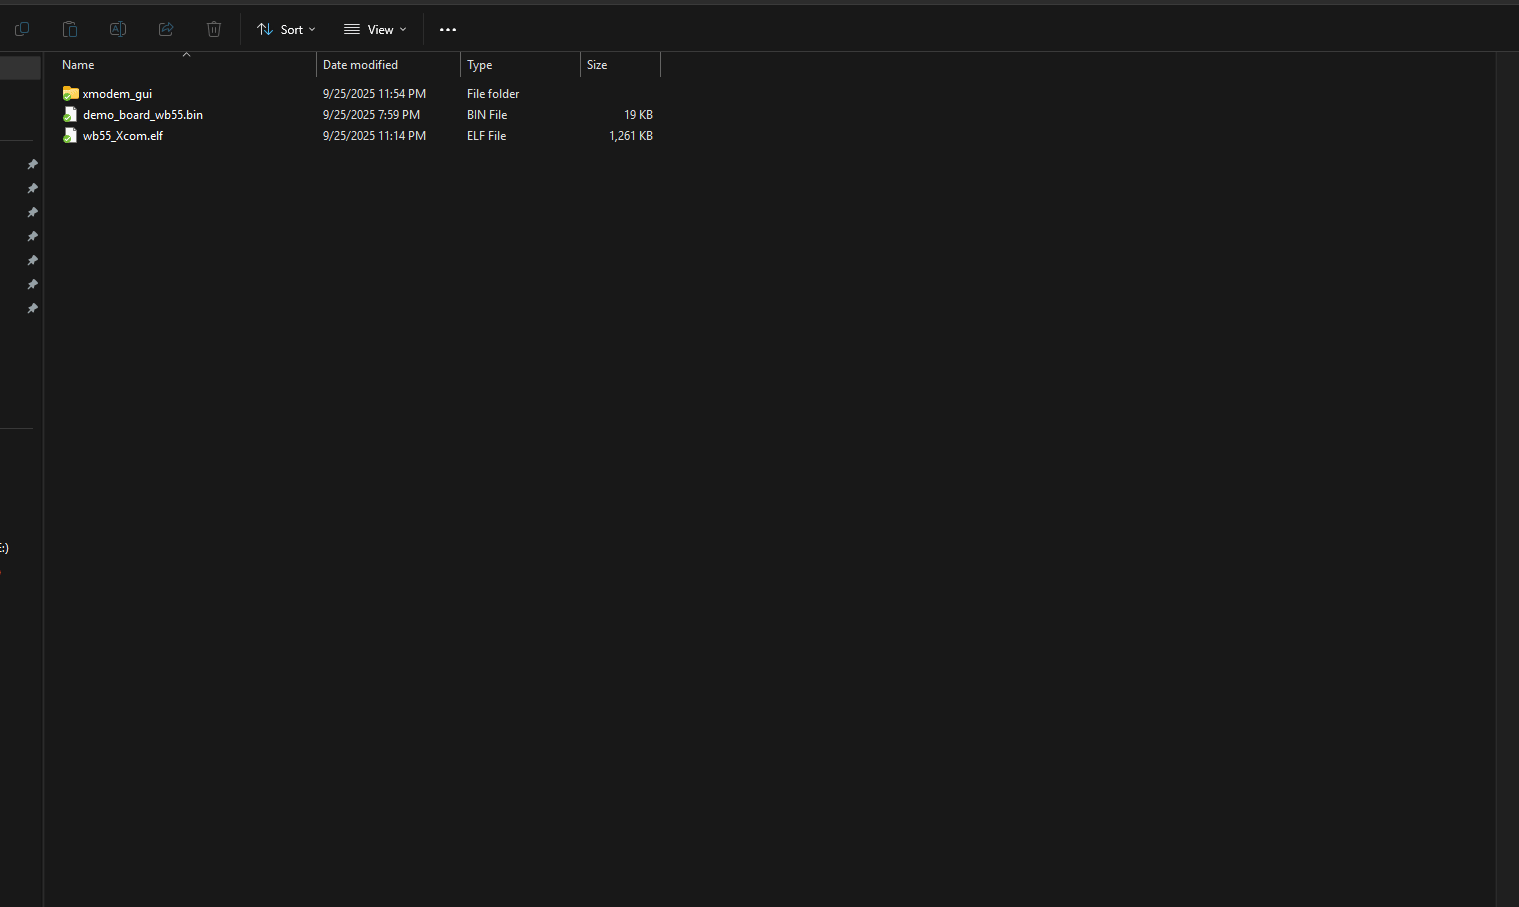 Sort View
Name Date modified Type Size
xmodem_gui 9/25/2025 11:54 PM File folder
demo_board_wb55.bin 9/25/2025 7:59 PM BIN File 19 KB
wb55_Xcom.elf 9/25/2025 11:14 PM ELF File 1,261 KB
:)